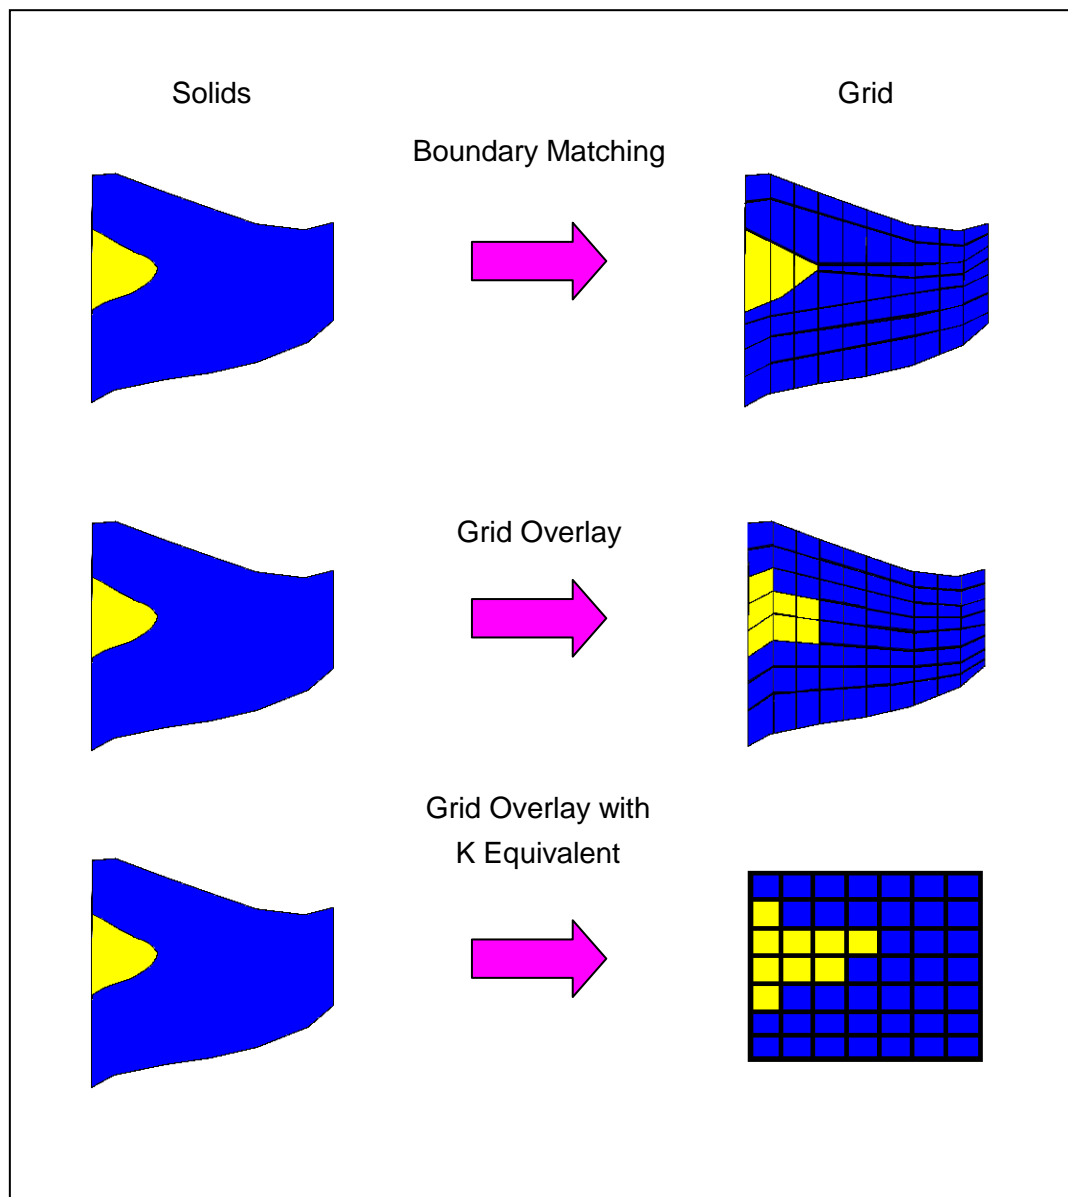 Solids
Grid
Boundary Matching
Grid Overlay
Grid Overlay with
K Equivalent